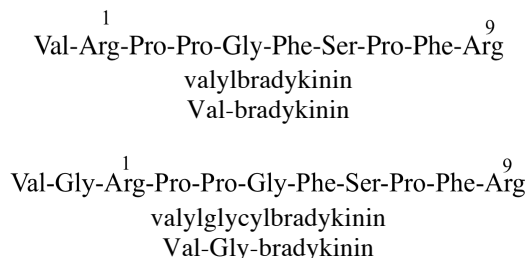 1 9
Val-Arg-Pro-Pro-Gly-Phe-Ser-Pro-Phe-Arg
valylbradykinin
Val-bradykinin
1 9
Val-Gly-Arg-Pro-Pro-Gly-Phe-Ser-Pro-Phe-Arg
valylglycylbradykinin
Val-Gly-bradykinin